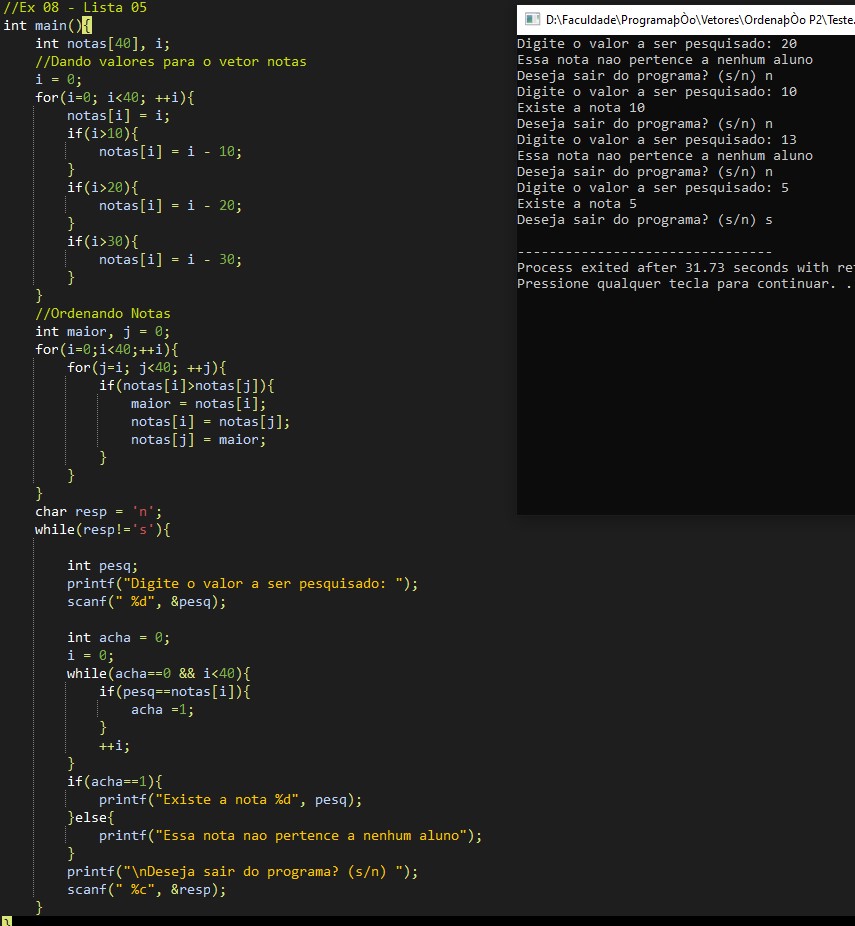 //Ex 08 - Lista 05
int main(){
    int notas[40], i;
    //Dando valores para o vetor notas
    i = 0;
    for(i=0; i<40; ++i){
        notas[i] = i;
        if(i>10){
            notas[i] = i - 10;
        }
        if(i>20){
            notas[i] = i - 20;
        }
        if(i>30){
            notas[i] = i - 30;
        }
    }
    //Ordenando Notas
    int maior, j = 0;
    for(i=0;i<40;++i){
        for(j=i; j<40; ++j){
            if(notas[i]>notas[j]){
                maior = notas[i];
                notas[i] = notas[j];
                notas[j] = maior;
            }
        }
    }
    char resp = 'n';
    while(resp!='s'){

        int pesq;
        printf("Digite o valor a ser pesquisado: ");
        scanf(" %d", &pesq);

        int acha = 0;
        i = 0;
        while(acha==0 && i<40){
            if(pesq==notas[i]){
                acha =1;
            }
            ++i;
        }
        if(acha==1){
            printf("Existe a nota %d", pesq);
        }else{
            printf("Essa nota nao pertence a nenhum aluno");
        }
        printf("\nDeseja sair do programa? (s/n) ");
        scanf(" %c", &resp);
    }
}
D:\Faculdade\ProgramaþÒo\Vetores\OrdenaþÒo P2\Teste.
Digite o valor a ser pesquisado: 20
Essa nota nao pertence a nenhum aluno
Deseja sair do programa? (s/n) n
Digite o valor a ser pesquisado: 10
Existe a nota 10
Deseja sair do programa? (s/n) n
Digite o valor a ser pesquisado: 13
Essa nota nao pertence a nenhum aluno
Deseja sair do programa? (s/n) n
Digite o valor a ser pesquisado: 5
Existe a nota 5
Deseja sair do programa? (s/n) s

--------------------------------
Process exited after 31.73 seconds with ret
Pressione qualquer tecla para continuar. .